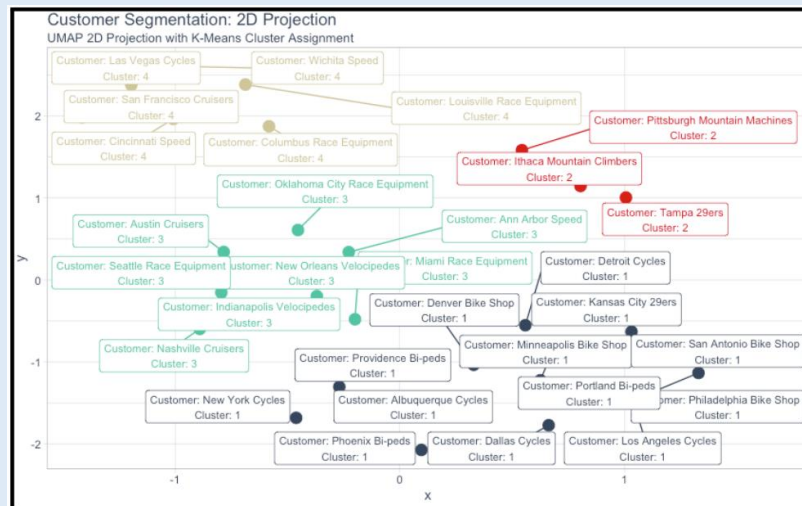 Customer Segmentation: 2D Projection
UMAP 2D Projection with K-Means Cluster Assignment
Customer: Las Vegas Cycles
Cluster: 4
Customer: Wichita Speed
Cluster: 4
Customer: San Francisco Cruisers
Cluster: 4
Customer: Louisville Race Equipment
Cluster: 4
Customer: Cincinnati Speed
Cluster: 4
Customer: Columbus Race Equipment
Cluster: 4
Customer: Pittsburgh Mountain Machines
Cluster: 2
Customer: Ithaca Mountain Climbers
Cluster: 2
Customer: Tampa 29ers
Cluster: 2
Customer: Oklahoma City Race Equipment
Cluster: 3
Customer: Austin Cruisers
Cluster: 3
Customer: Ann Arbor Speed
Cluster: 3
Customer: Seattle Race Equipment
Cluster: 3
ustomer: New Orleans Velocipedes
Cluster: 3
: Miami Race Equipment
Cluster: 3
Customer: Indianapolis Velocipedes
Cluster: 3
Customer: Nashville Cruisers
Cluster: 3
Customer: Detroit Cycles
Cluster: 1
Customer: Denver Bike Shop
Cluster: 1
Customer: Kansas City 29ers
Cluster: 1
Customer: Minneapolis Bike Shop
Cluster: 1
Customer: San Antonio Bike Shop
Cluster: 1
Customer: Providence Bi-peds
Cluster: 1
Customer: Portland Bi-peds
Cluster: 1
Customer: New York Cycles
Cluster: 1
Customer: Albuquerque Cycles
Cluster: 1
omer: Philadelphia Bike Shop
Cluster: 1
Customer: Phoenix Bi-peds
Cluster: 1
Customer: Dallas Cycles
Cluster: 1
Customer: Los Angeles Cycles
Cluster: 1
y
2
1
0
-1
-2
-1
0
1
x